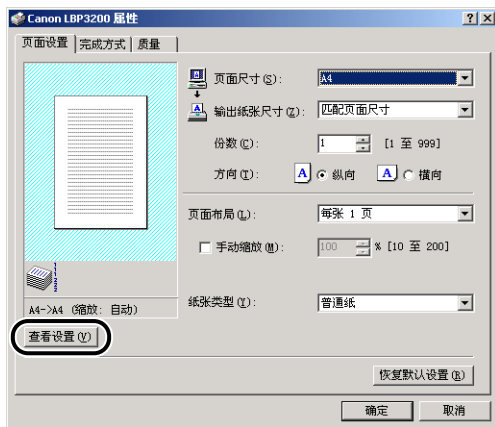 Canon LBP3200 属性
页面设置 完成方式 质量
页面尺寸(S): A4
输出纸张尺寸(Z): 匹配页面尺寸
份数(C): 1 [1 至 999]
方向(T): A 纵向 A 横向
页面布局(L): 每张 1 页
手动缩放(M): 100 % [10 至 200]
A4->A4 (缩放: 自动)
纸张类型(Y): 普通纸
查看设置(V)
恢复默认设置(R)
确定 取消